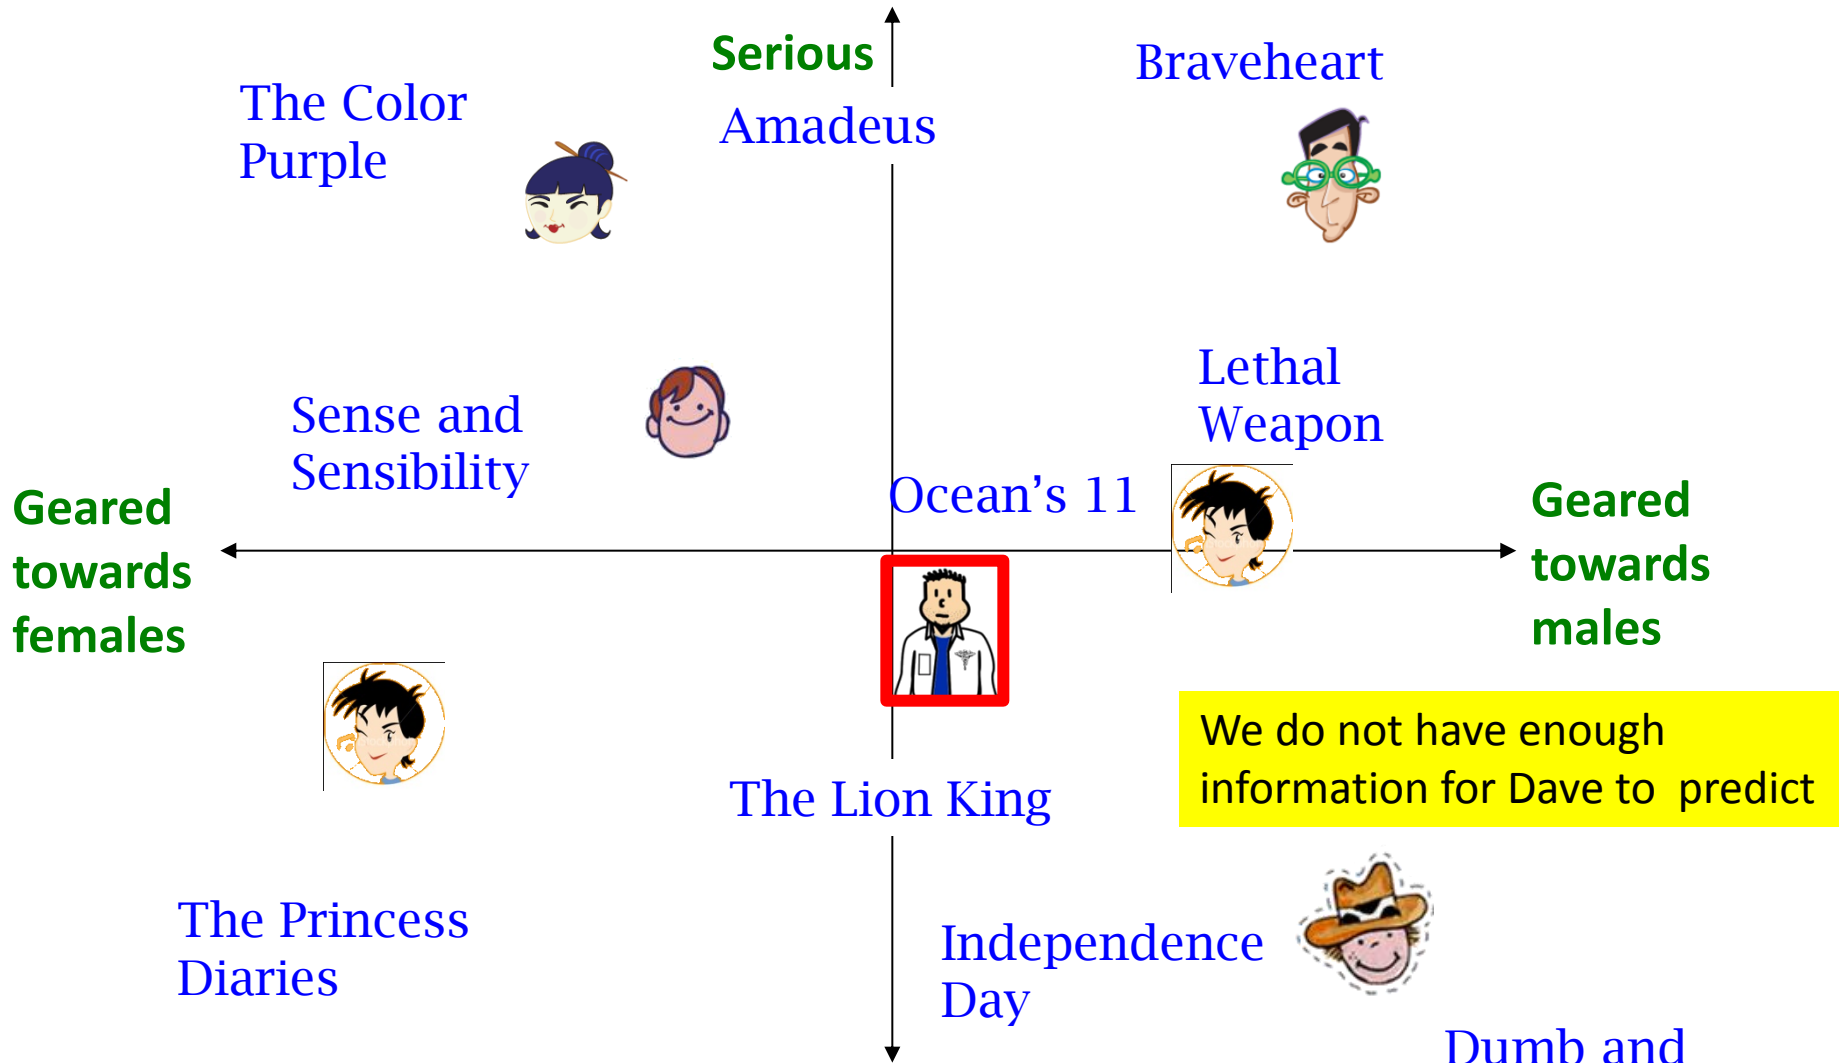 Serious
Braveheart
The Color
Purple
Amadeus
Lethal
Weapon
Sense and
Sensibility
Ocean’s 11
Geared
towards
females
Geared
towards
males
We do not have enough
information for Dave to  predict
The Lion King
The Princess
Diaries
Independence
Day
Dumb and